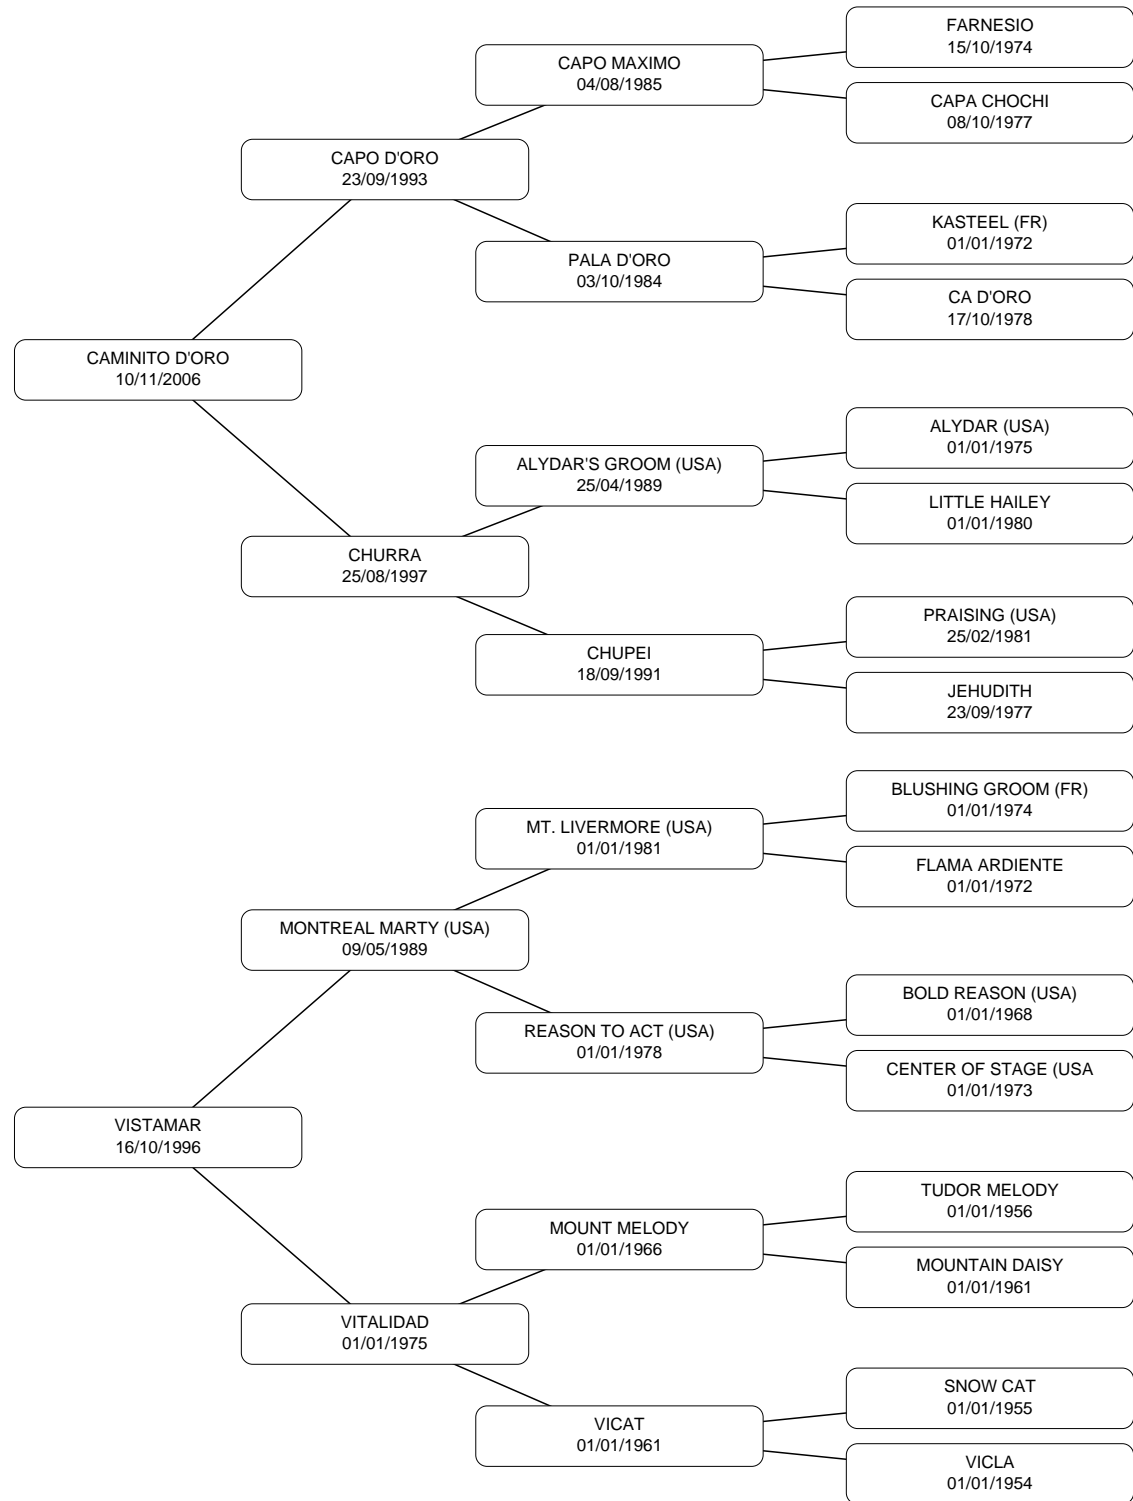 FARNESIO
15/10/1974
CAPO MAXIMO
04/08/1985
CAPA CHOCHI
08/10/1977
CAPO D'ORO
23/09/1993
KASTEEL (FR)
01/01/1972
PALA D'ORO
03/10/1984
CA D'ORO
17/10/1978
CAMINITO D'ORO
10/11/2006
ALYDAR (USA)
01/01/1975
ALYDAR'S GROOM (USA)
25/04/1989
LITTLE HAILEY
01/01/1980
CHURRA
25/08/1997
PRAISING (USA)
25/02/1981
CHUPEI
18/09/1991
JEHUDITH
23/09/1977
BLUSHING GROOM (FR)
01/01/1974
MT. LIVERMORE (USA)
01/01/1981
FLAMA ARDIENTE
01/01/1972
MONTREAL MARTY (USA)
09/05/1989
BOLD REASON (USA)
01/01/1968
REASON TO ACT (USA)
01/01/1978
CENTER OF STAGE (USA
01/01/1973
VISTAMAR
16/10/1996
TUDOR MELODY
01/01/1956
MOUNT MELODY
01/01/1966
MOUNTAIN DAISY
01/01/1961
VITALIDAD
01/01/1975
SNOW CAT
01/01/1955
VICAT
01/01/1961
VICLA
01/01/1954